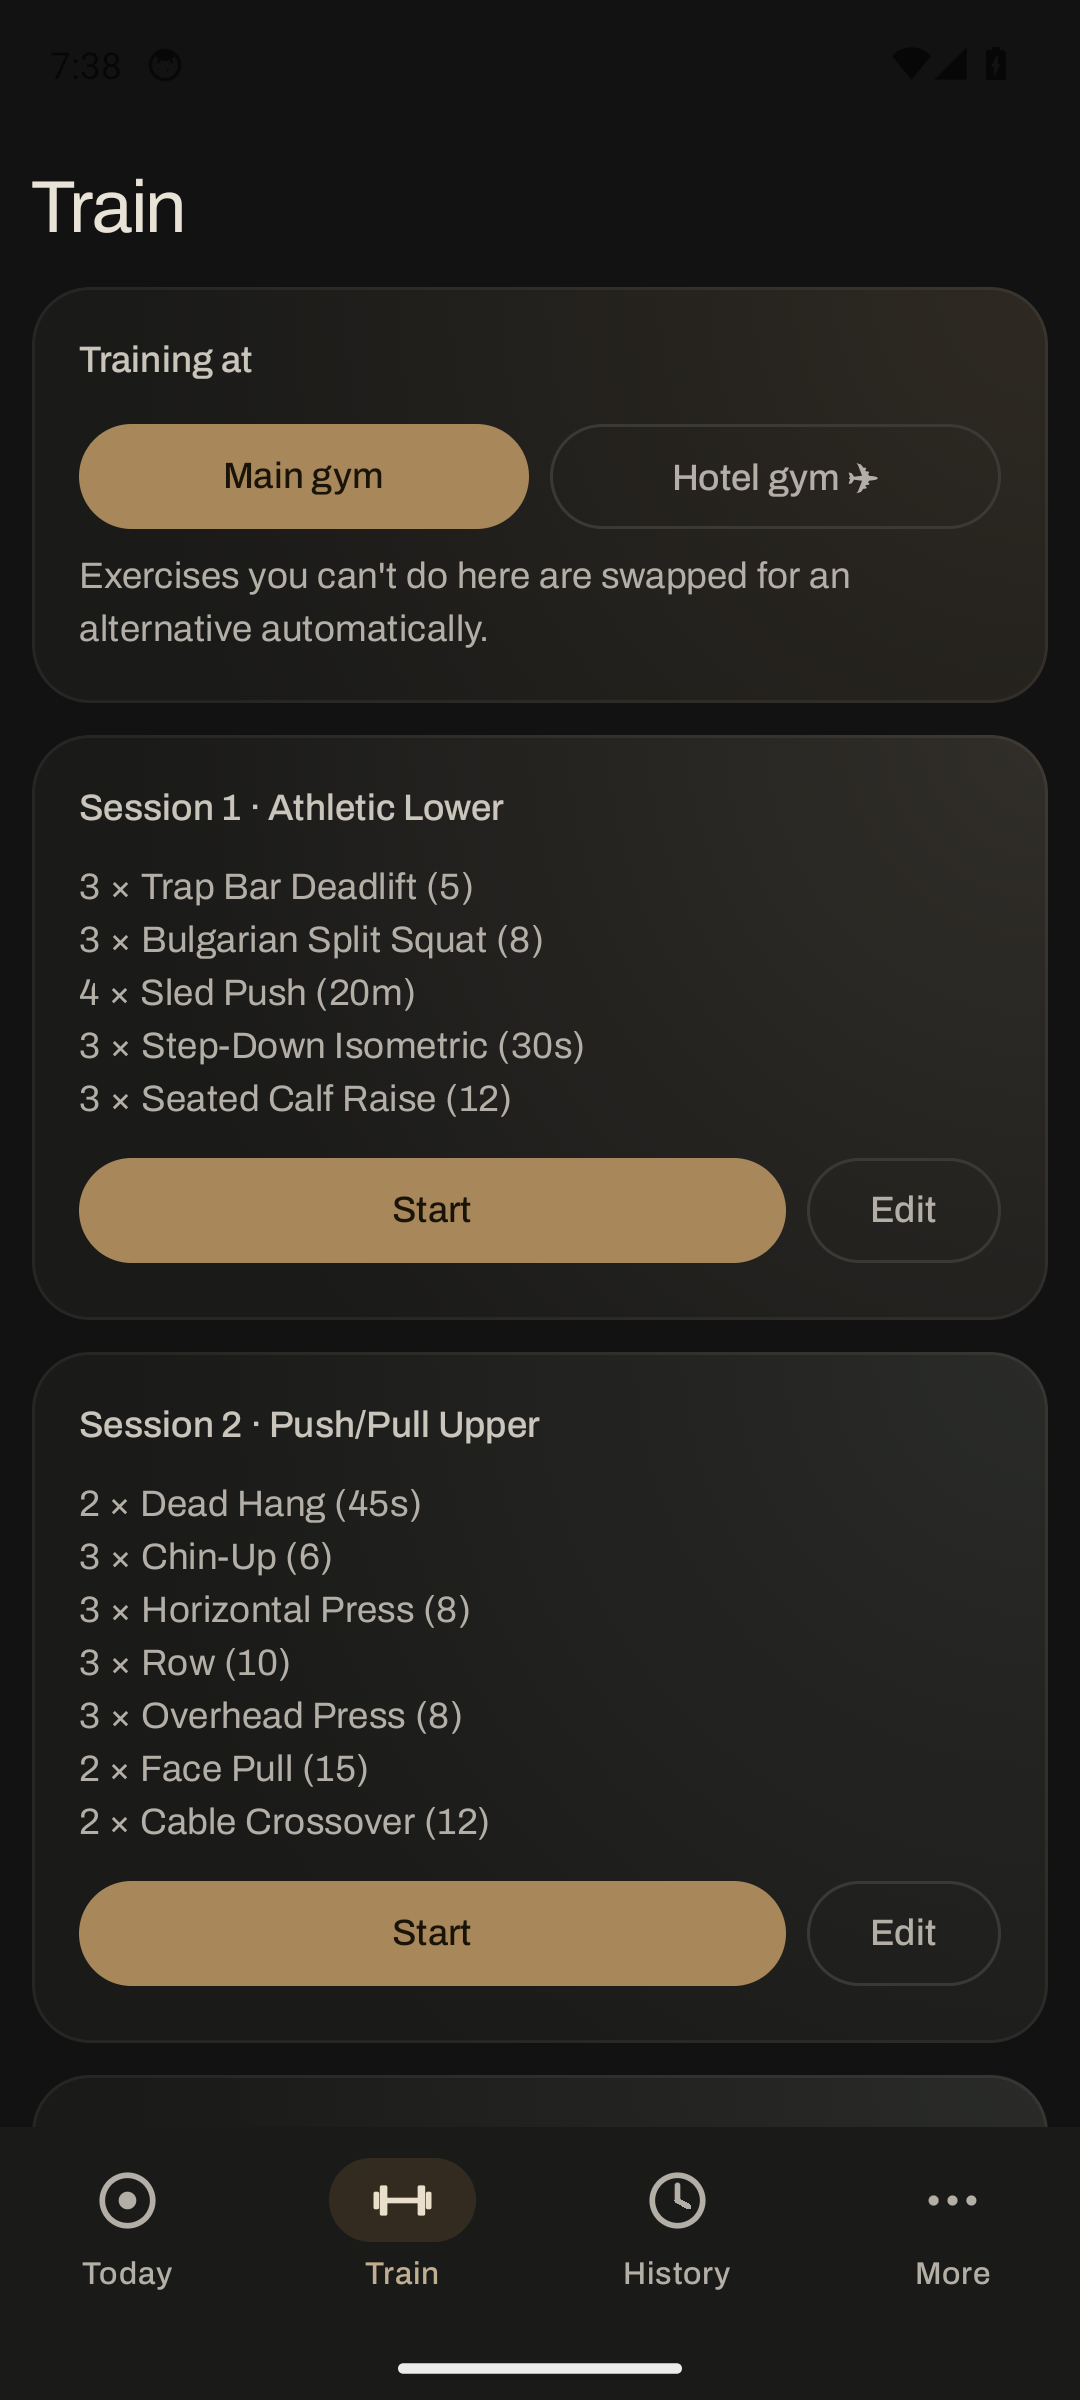 7:38
Train
Training at
Main gym
Hotel gym ✈
Exercises you can't do here are swapped for an
alternative automatically.
Session 1 · Athletic Lower
3 × Trap Bar Deadlift (5)
3 × Bulgarian Split Squat (8)
4 × Sled Push (20m)
3 × Step-Down Isometric (30s)
3 × Seated Calf Raise (12)
Start
Edit
Session 2 · Push/Pull Upper
2 × Dead Hang (45s)
3 × Chin-Up (6)
3 × Horizontal Press (8)
3 × Row (10)
3 × Overhead Press (8)
2 × Face Pull (15)
2 × Cable Crossover (12)
Start
Edit
Today
Train
History
More